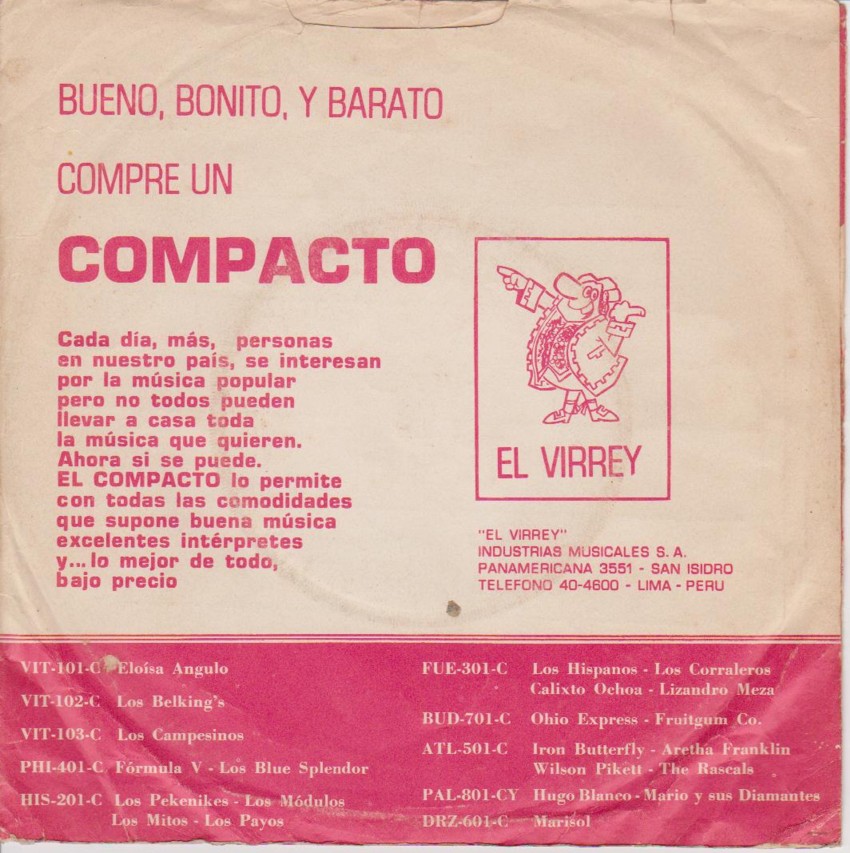 BUENO, BONITO, Y BARATO
COMPRE UN
COMPACTO
Cada día, más, personas
en nuestro país, se interesan
por la música popular
pero no todos pueden
llevar a casa toda
la música que quieren.
Ahora si se puede.
EL COMPACTO lo permite
con todas las comodidades
que supone buena música
excelentes intérpretes
y...lo mejor de todo,
bajo precio
EL VIRREY
"EL VIRREY"
INDUSTRIAS MUSICALES S. A.
PANAMERICANA 3551 - SAN ISIDRO
TELEFONO 40-4600 - LIMA - PERU
VIT-101-C Eloísa Angulo
VIT-102-C Los Belking's
VIT-103-C Los Campesinos
PHI-401-C Fórmula V - Los Blue Splendor
HIS-201-C Los Pekenikes - Los Módulos
Los Mitos - Los Payos
FUE-301-C Los Hispanos - Los Corraleros
Calixto Ochoa - Lizandro Meza
BUD-701-C Ohio Express - Fruitgum Co.
ATL-501-C Iron Butterfly - Aretha Franklin
Wilson Pikett - The Rascals
PAL-801-CY Hugo Blanco - Mario y sus Diamantes
DRZ-601-C Marisol